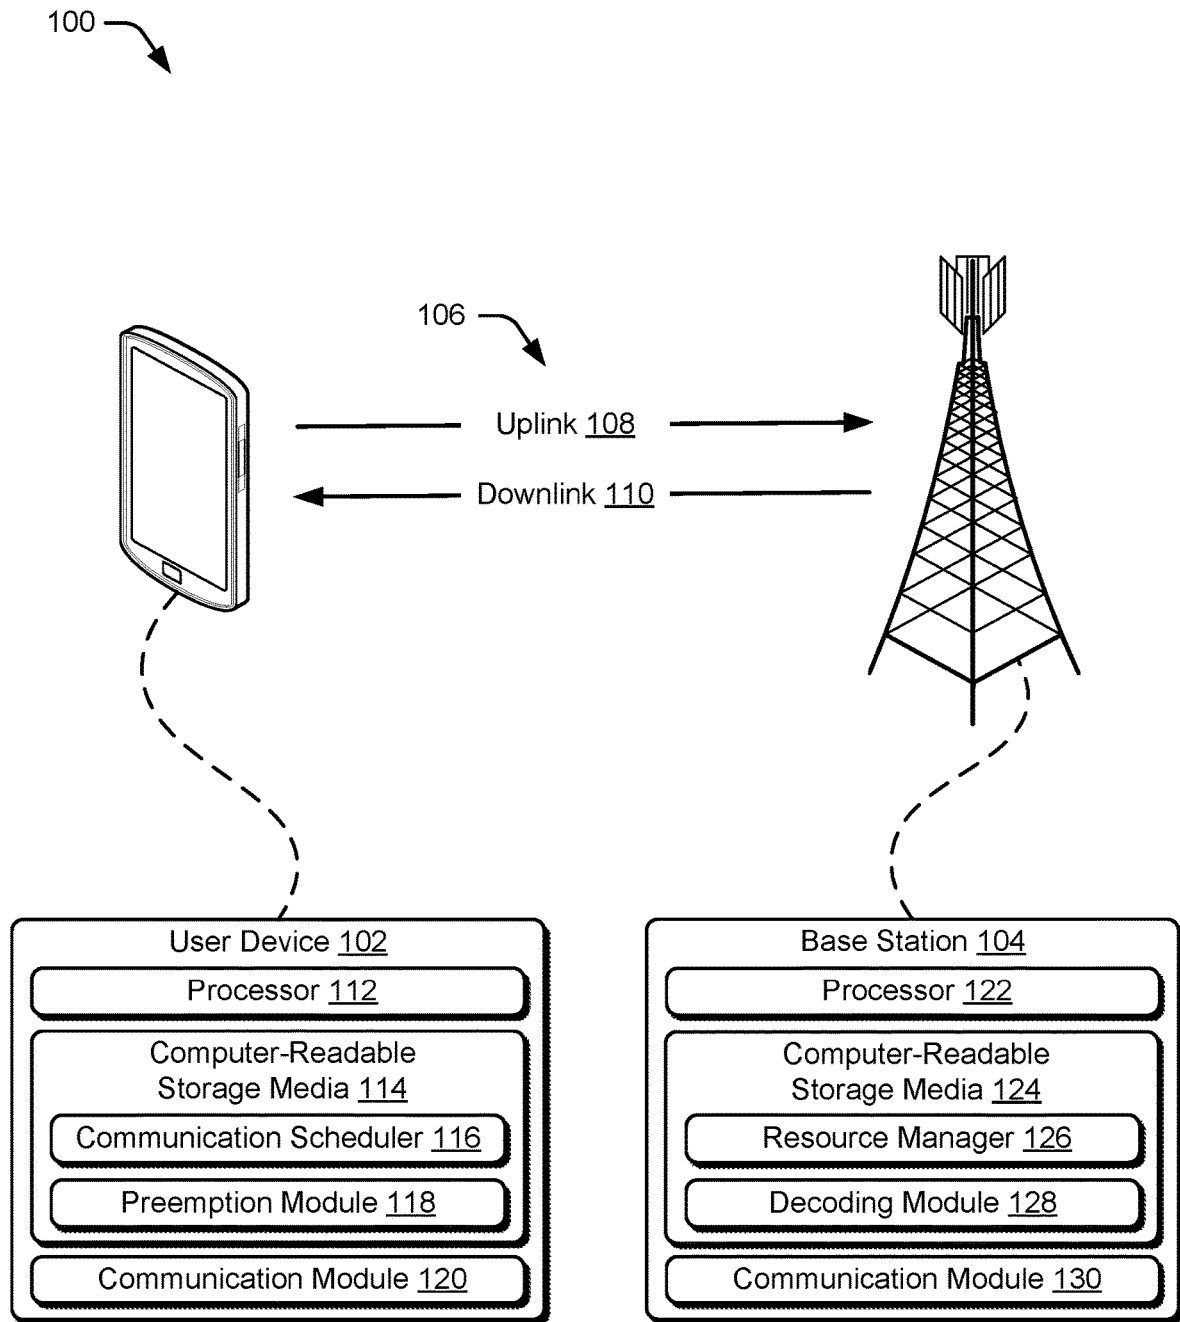 100
106
Uplink 108
Downlink 110
User Device 102
Processor 112
Computer-Readable
Storage Media 114
Communication Scheduler 116
Preemption Module 118
Communication Module 120
Base Station 104
Processor 122
Computer-Readable
Storage Media 124
Resource Manager 126
Decoding Module 128
Communication Module 130